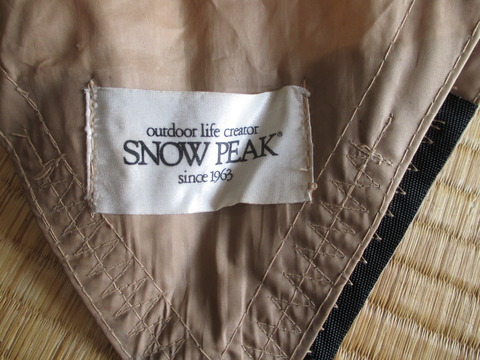 outdoor life creator
SNOW PEAK®
since 1963